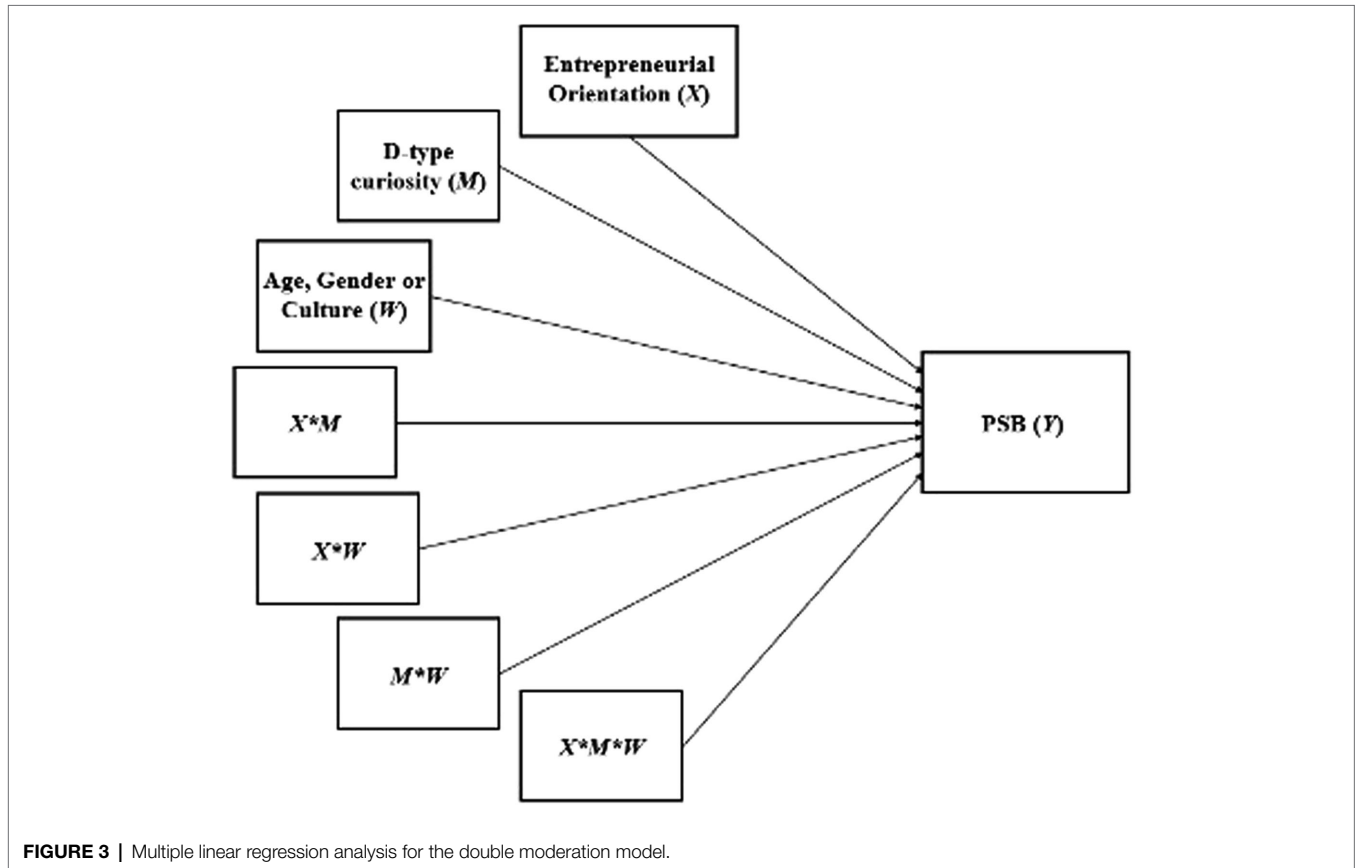 Entrepreneurial
Orientation (X)
D-type
curiosity (M)
Age, Gender or
Culture (W)
X*M
PSB (Y)
X*W
M*W
X*M*W
FIGURE 3 | Multiple linear regression analysis for the double moderation model.